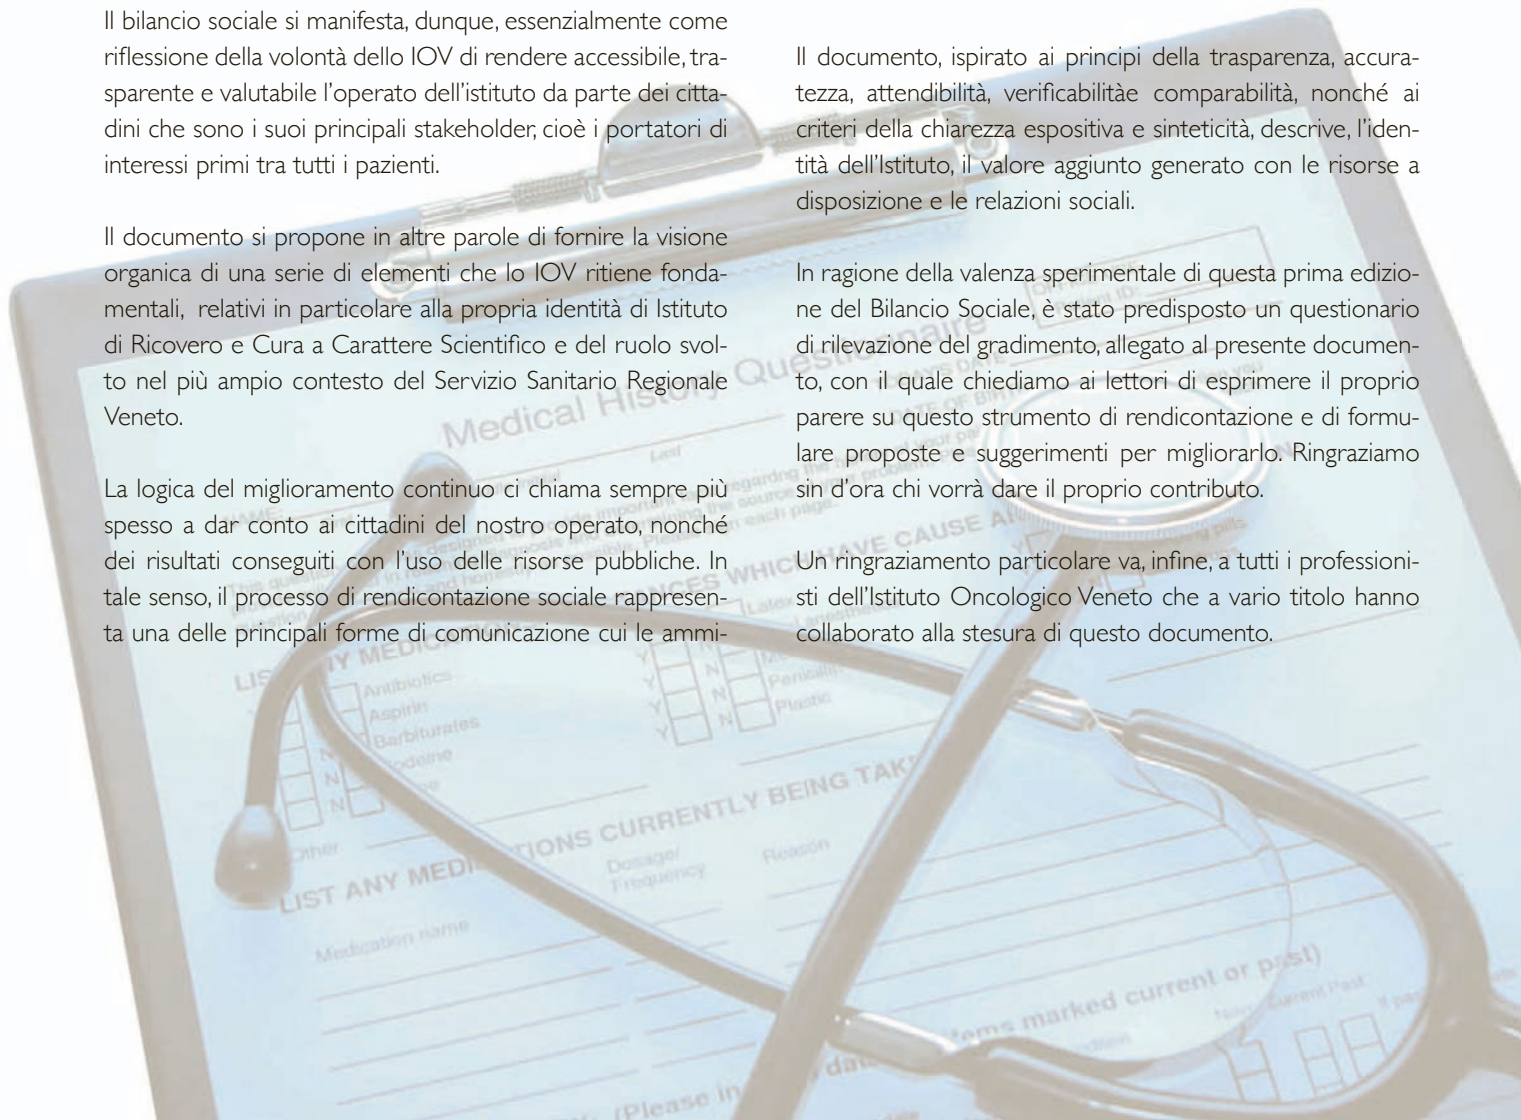 Il bilancio sociale si manifesta, dunque, essenzialmente come
riflessione della volontà dello IOV di rendere accessibile, tra-
sparente e valutabile l'operato dell'istituto da parte dei citta-
dini che sono i suoi principali stakeholder, cioè i portatori di
interessi primi tra tutti i pazienti.
Il documento si propone in altre parole di fornire la visione
organica di una serie di elementi che lo IOV ritiene fonda-
mentali, relativi in particolare alla propria identità di Istituto
di Ricovero e Cura a Carattere Scientifico e del ruolo svol-
to nel più ampio contesto del Servizio Sanitario Regionale
Veneto.
La logica del miglioramento continuo ci chiama sempre più
spesso a dar conto ai cittadini del nostro operato, nonché
dei risultati conseguiti con l'uso delle risorse pubbliche. In
tale senso, il processo di rendicontazione sociale rappresen-
ta una delle principali forme di comunicazione cui le ammi-
Il documento, ispirato ai principi della trasparenza, accura-
tezza, attendibilità, verificabilitàe comparabilità, nonché ai
criteri della chiarezza espositiva e sinteticità, descrive, l'iden-
tità dell'Istituto, il valore aggiunto generato con le risorse a
disposizione e le relazioni sociali.
In ragione della valenza sperimentale di questa prima edizio-
ne del Bilancio Sociale, è stato predisposto un questionario
di rilevazione del gradimento, allegato al presente documen-
to, con il quale chiediamo ai lettori di esprimere il proprio
parere su questo strumento di rendicontazione e di formu-
lare proposte e suggerimenti per migliorarlo. Ringraziamo
sin d'ora chi vorrà dare il proprio contributo.
Un ringraziamento particolare va, infine, a tutti i professioni-
sti dell'Istituto Oncologico Veneto che a vario titolo hanno
collaborato alla stesura di questo documento.
Medical History Questionnaire
Last
WHICH HAVE CAUSE
Antibiotics
Aspirin
Barbiturates
Plastic
Other
LIST ANY CURRENTLY BEING
Medication name
Dosage/
Frequency
Reason
marked current or past)
Current Past
(Please in